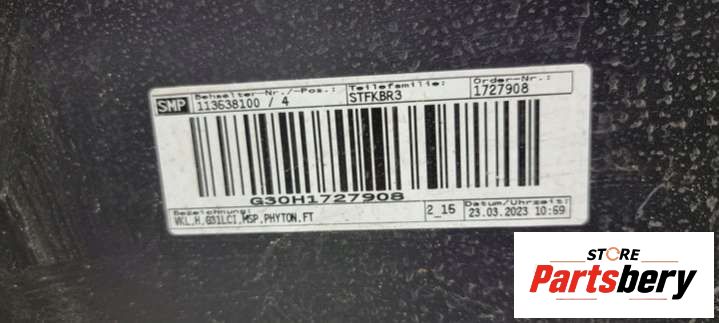 SMP
Behaelter-Nr./-Pos.:
113638100 / 4
Teilefamilie:
STFKBR3
Order-Nr.:
1727908
G30H1727908
Bezeichnung:
VKL.H.G31LCI,MSP,PHYTON,FT
2_15
Datum/Uhrzeit:
23.03.2023 10:59
STORE
Partsbery